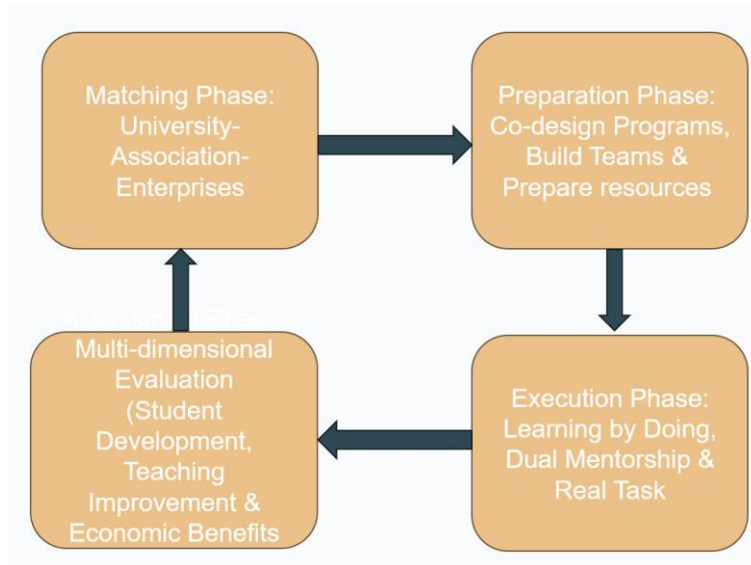 Matching Phase:
University-
Association-
Enterprises
Preparation Phase:
Co-design Programs,
Build Teams &
Prepare resources
Assessment Phase:
Multi-dimensional
Evaluation
(Student
Development,
Teaching
Improvement &
Economic Benefits
Execution Phase:
Learning by Doing,
Dual Mentorship &
Real Task